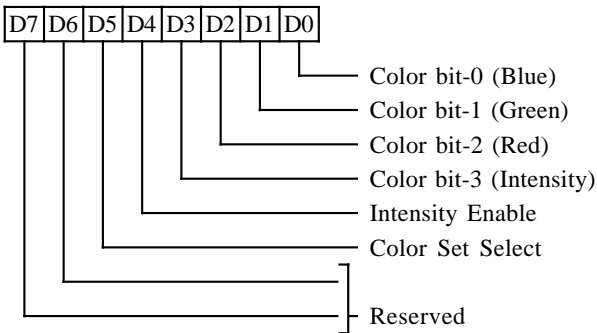 D7 D6 D5 D4 D3 D2 D1 D0
Color bit-0 (Blue)
Color bit-1 (Green)
Color bit-2 (Red)
Color bit-3 (Intensity)
Intensity Enable
Color Set Select
Reserved